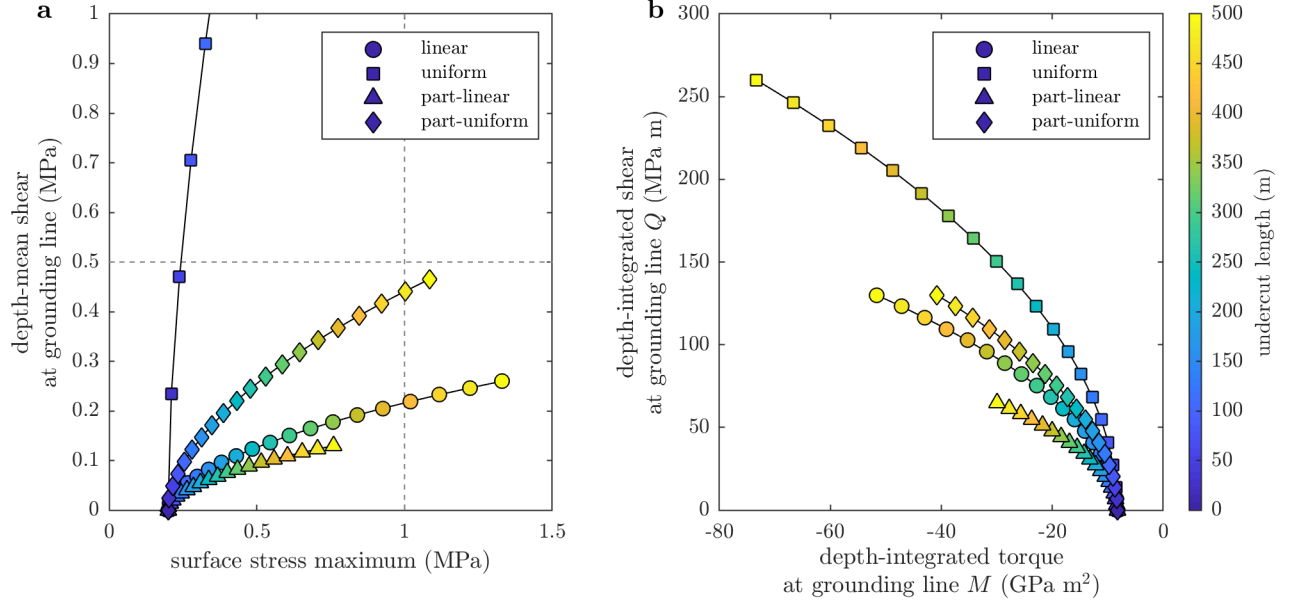 a
1
0.9
0.8
0.7
0.6
0.5
0.4
0.3
0.2
0.1
0
0
0.5
1
1.5
depth-mean shear
at grounding line (MPa)
surface stress maximum (MPa)
linear
uniform
part-linear
part-uniform
b
300
250
200
150
100
50
0
-80
-60
-40
-20
0
depth-integrated shear
at grounding line Q (MPa m)
depth-integrated torque
at grounding line M (GPa m²)
linear
uniform
part-linear
part-uniform
500
450
400
350
300
250
200
150
100
50
0
undercut length (m)